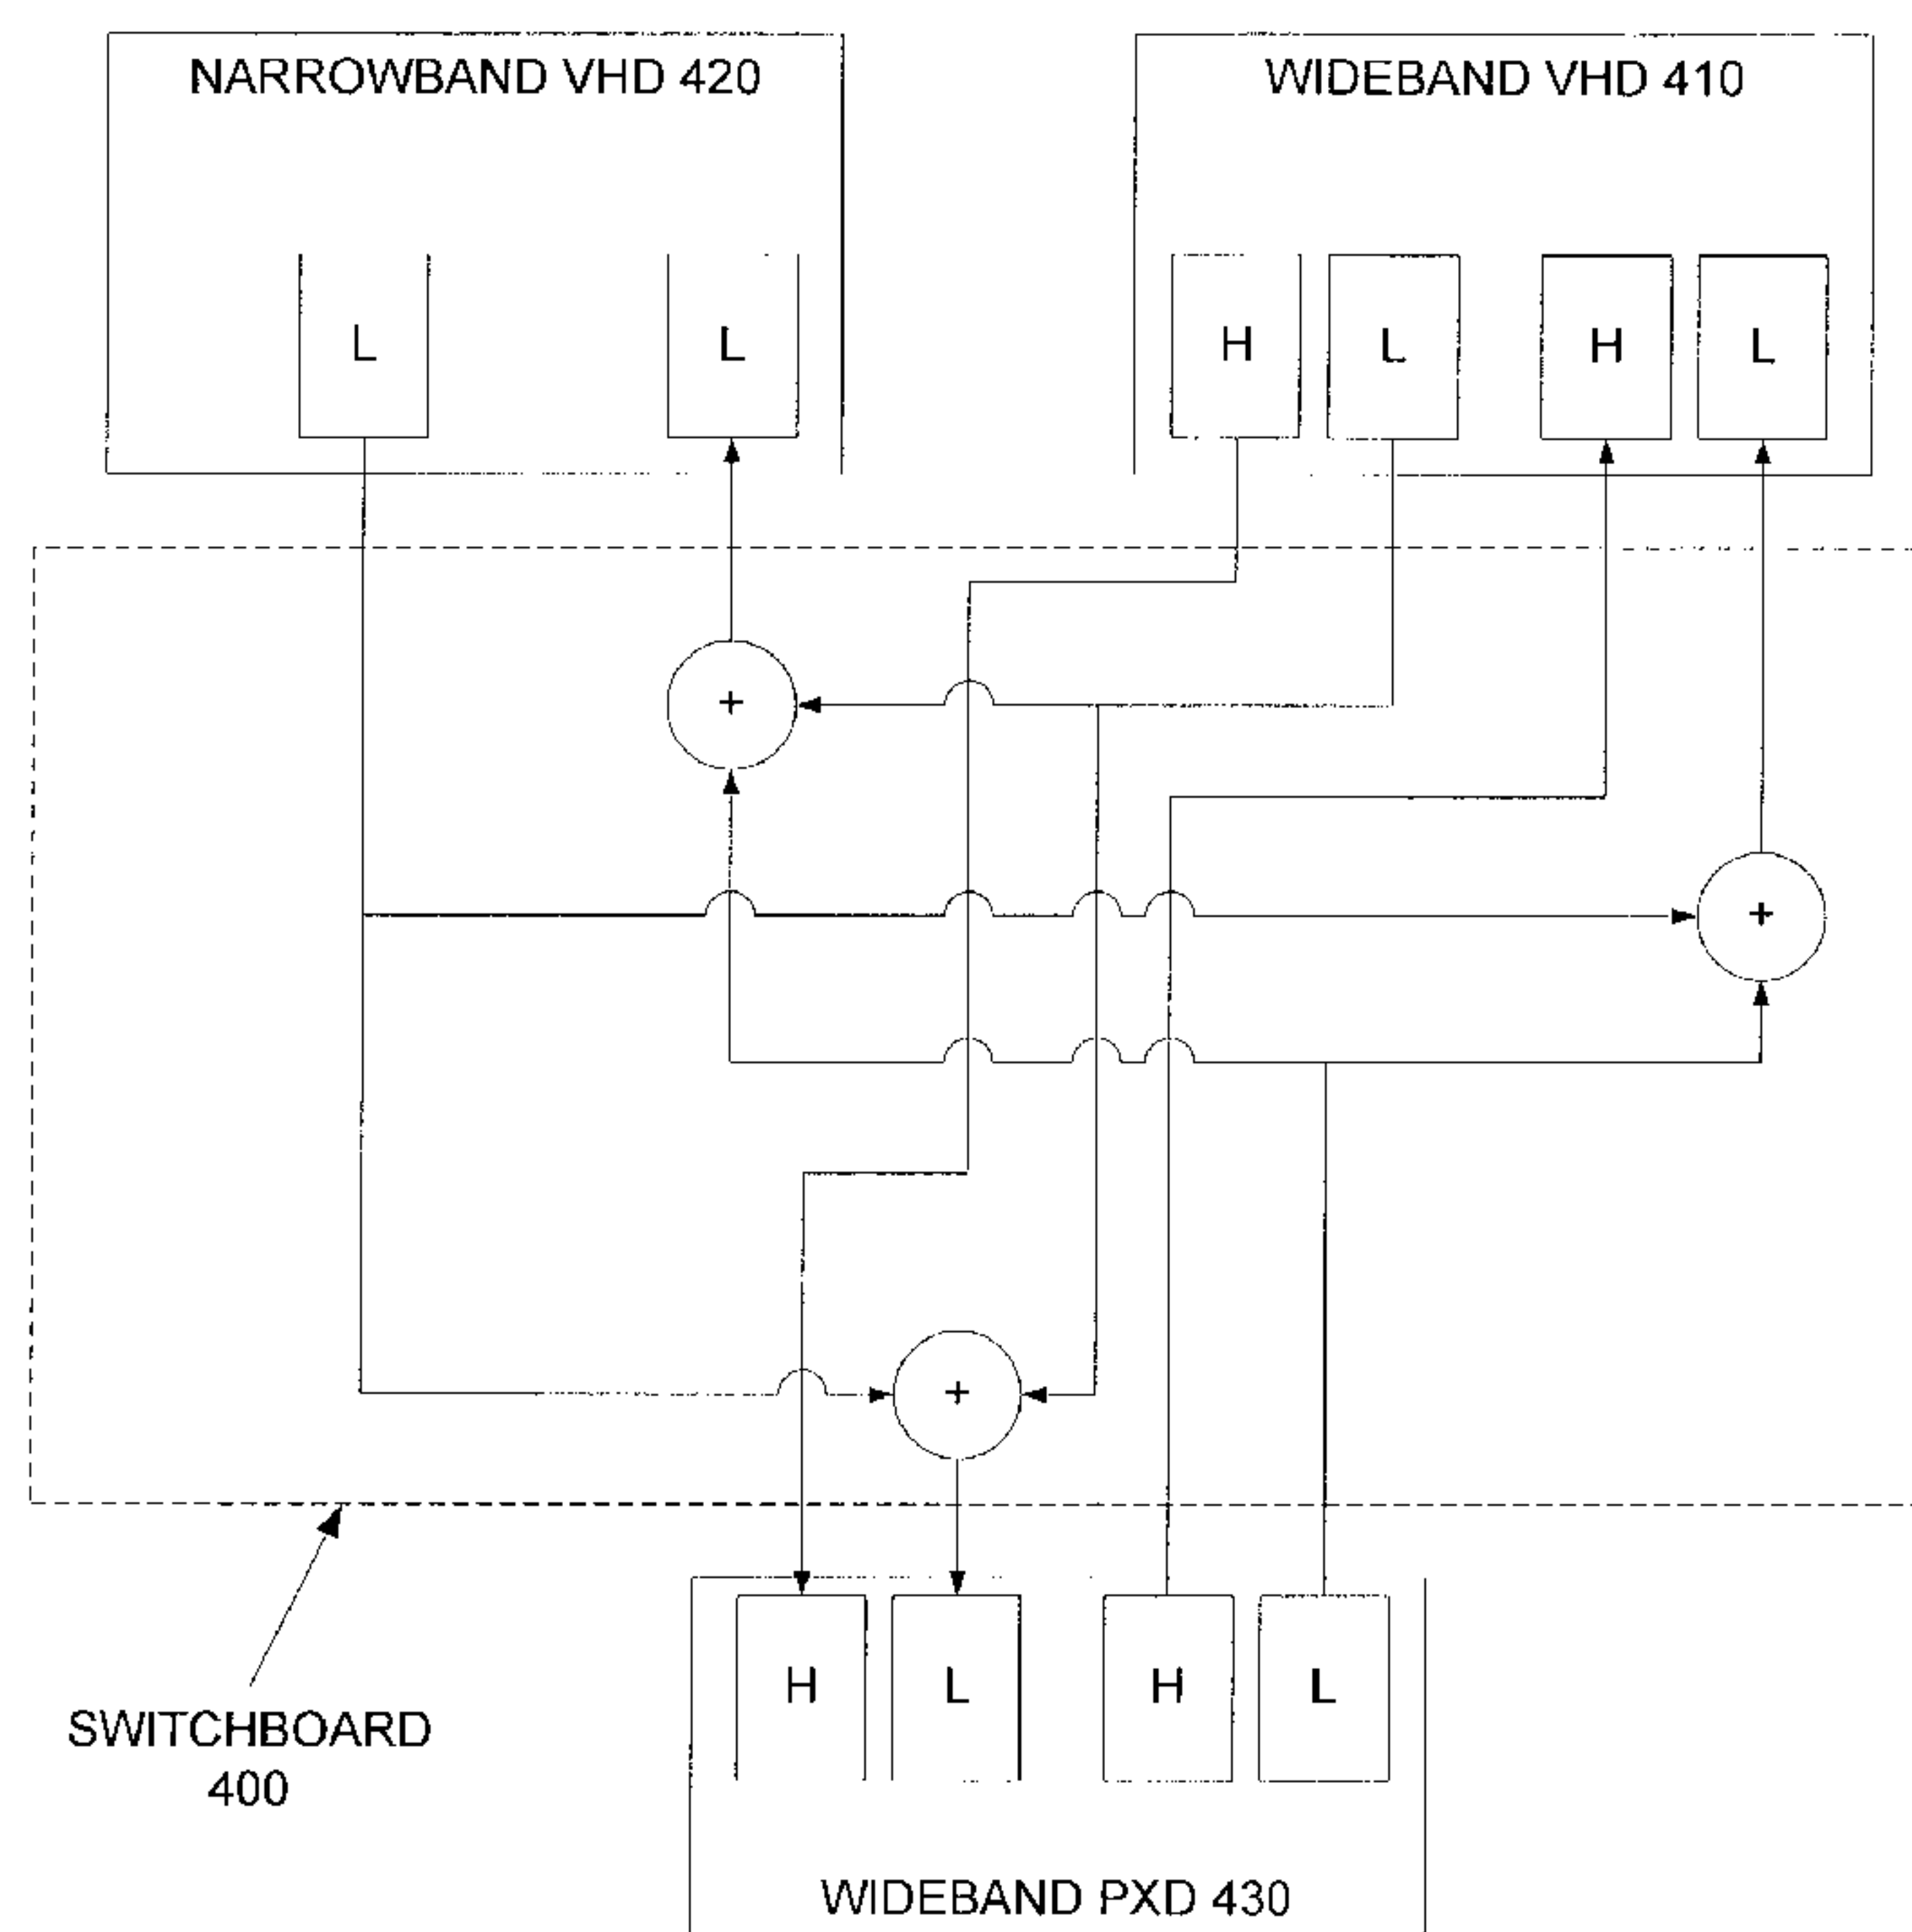 NARROWBAND VHD 420
WIDEBAND VHD 410
L
L
H
L
H
L
+
+
+
H
L
H
L
SWITCHBOARD
400
WIDEBAND PXD 430